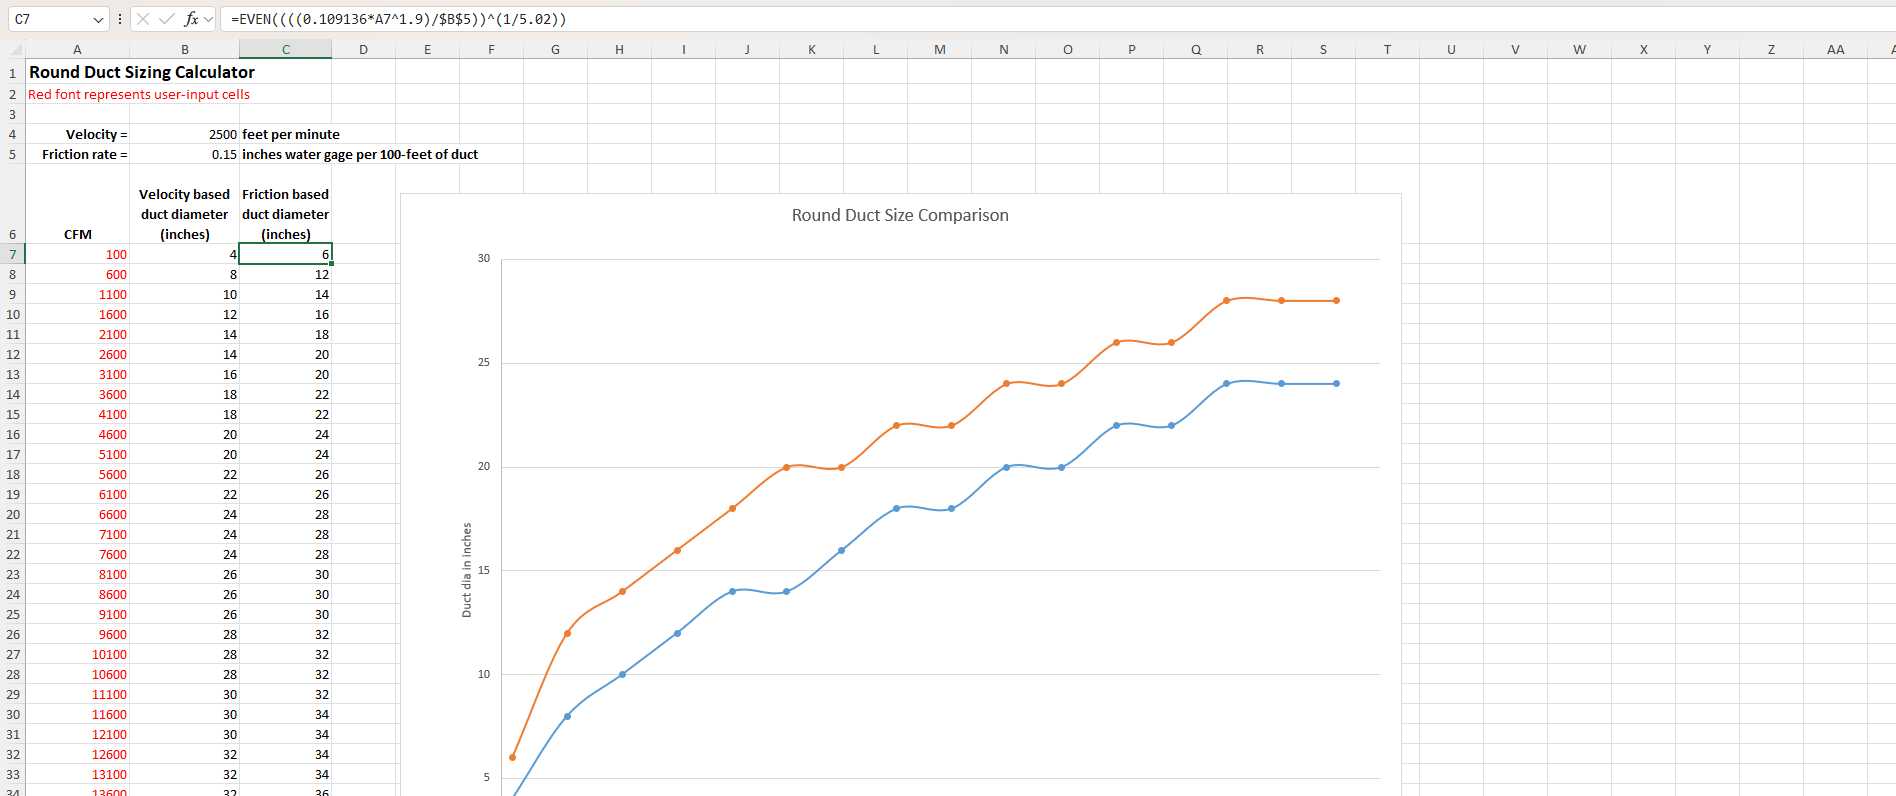 C7 fx =EVEN((((0.109136*A7^1.9)/$B$5))^(1/5.02))
A B C D E F G H I J K L M N O P Q R S T U V W X Y Z AA
1 Round Duct Sizing Calculator
2 Red font represents user-input cells
3
4 Velocity = 2500 feet per minute
5 Friction rate = 0.15 inches water gage per 100-feet of duct
Velocity based Friction based
duct diameter duct diameter
6 CFM (inches) (inches)
7 100 4 6
8 600 8 12
9 1100 10 14
10 1600 12 16
11 2100 14 18
12 2600 14 20
13 3100 16 20
14 3600 18 22
15 4100 18 22
16 4600 20 24
17 5100 20 24
18 5600 22 26
19 6100 22 26
20 6600 24 28
21 7100 24 28
22 7600 24 28
23 8100 26 30
24 8600 26 30
25 9100 26 30
26 9600 28 32
27 10100 28 32
28 10600 28 32
29 11100 30 32
30 11600 30 34
31 12100 30 34
32 12600 32 34
33 13100 32 34
34 13600 32 36
Round Duct Size Comparison
30
25
20
15
10
5
Duct dia in inches